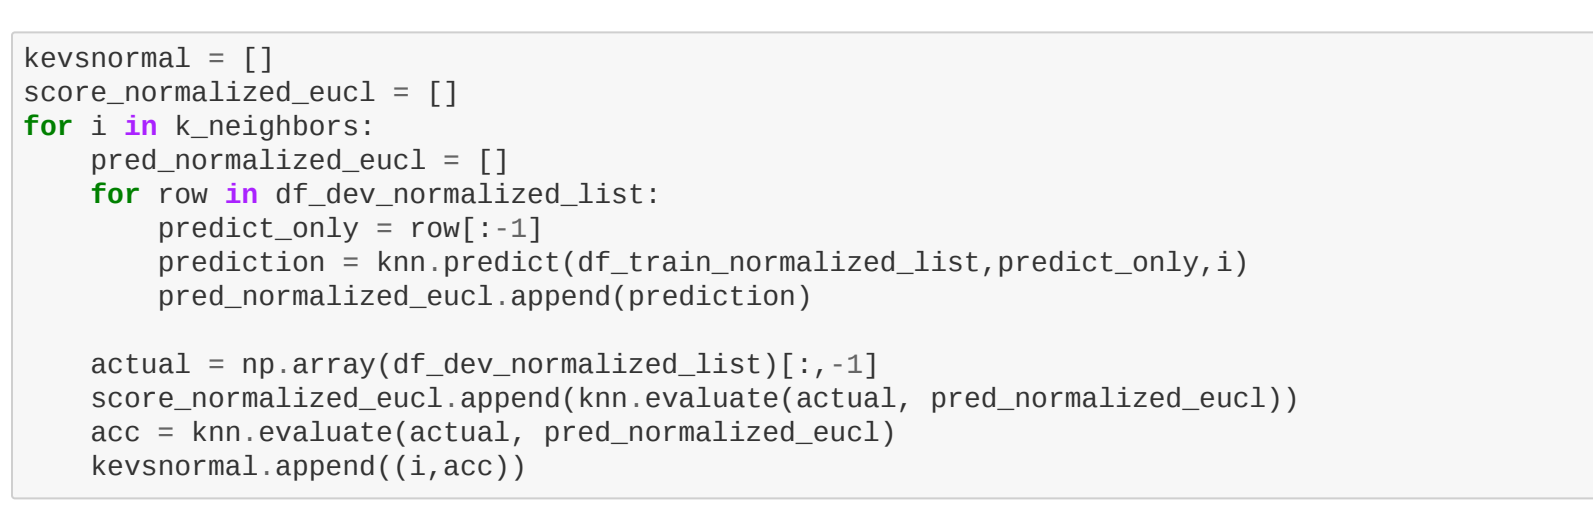 kevsnormal = []
score_normalized_eucl = []
for i in k_neighbors:
    pred_normalized_eucl = []
    for row in df_dev_normalized_list:
        predict_only = row[:-1]
        prediction = knn.predict(df_train_normalized_list,predict_only,i)
        pred_normalized_eucl.append(prediction)

    actual = np.array(df_dev_normalized_list)[:,-1]
    score_normalized_eucl.append(knn.evaluate(actual, pred_normalized_eucl))
    acc = knn.evaluate(actual, pred_normalized_eucl)
    kevsnormal.append((i,acc))